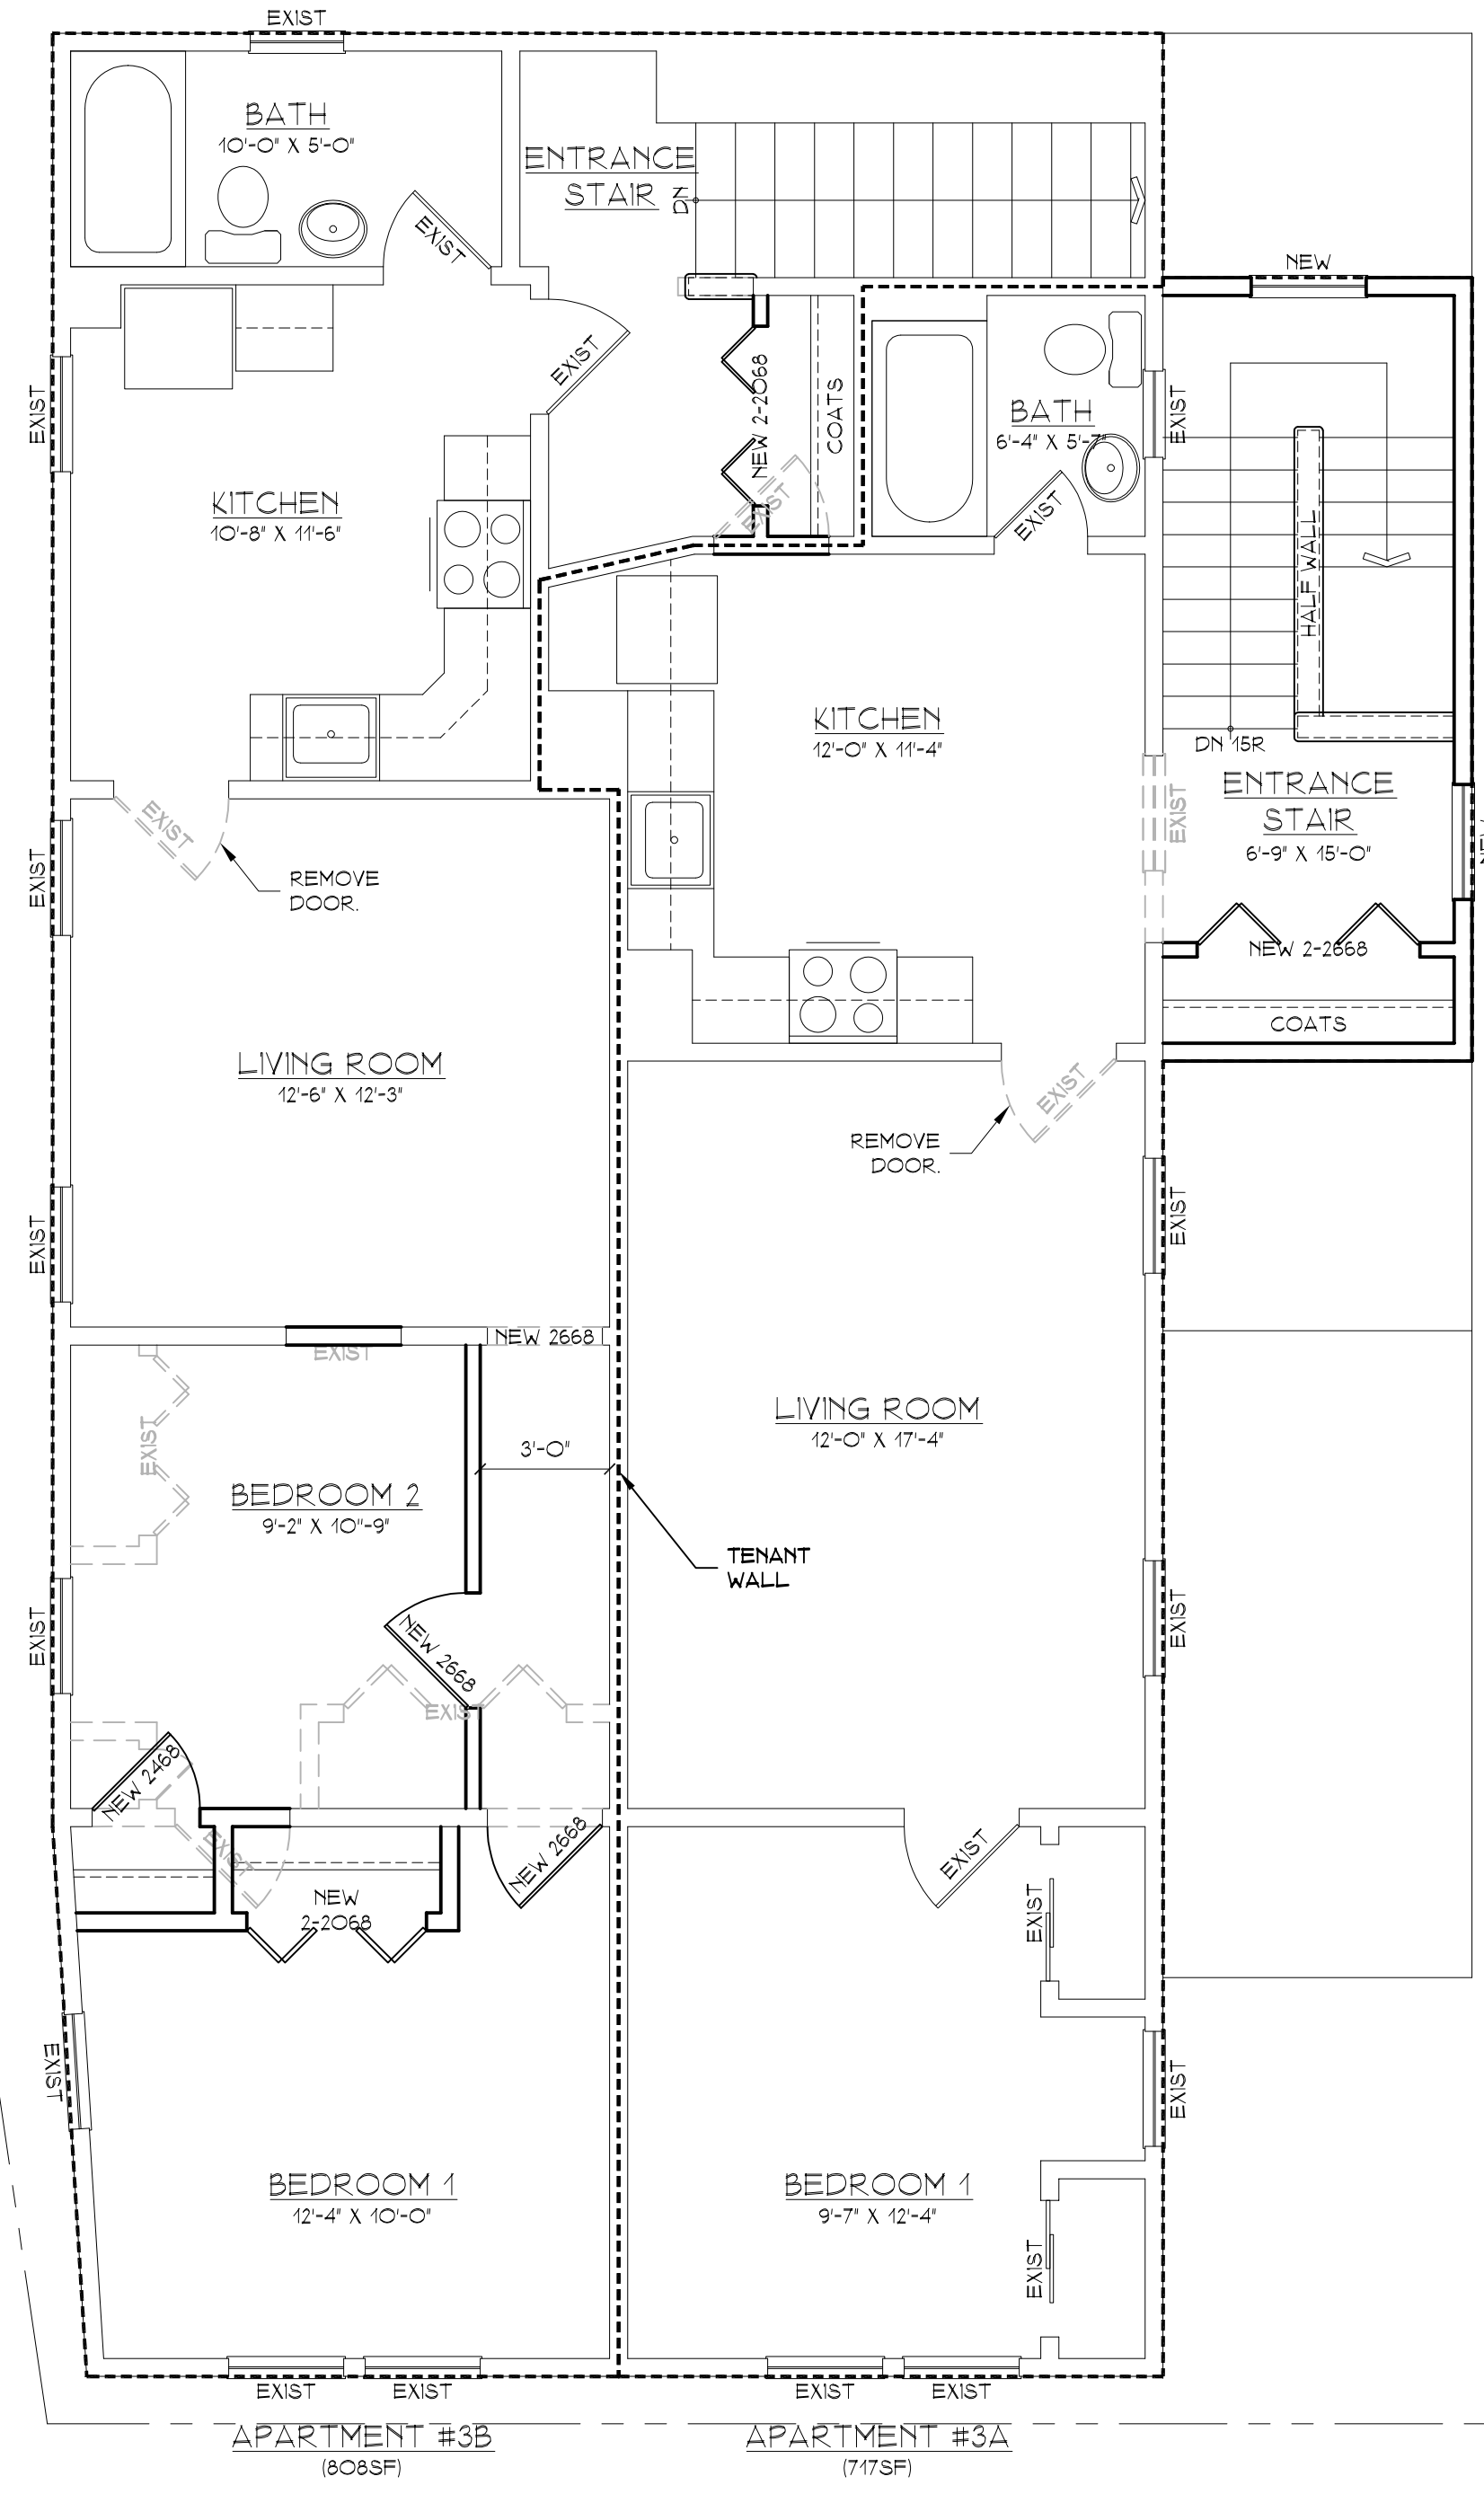 EXIST
BATH
10'-0" X 5'-0"
EXIST
ENTRANCE
STAIR
DN
NEW
EXIST
EXIST
NEW 2-2068
COATS
EXIST
BATH
6'-4" X 5'-7"
EXIST
EXIST
KITCHEN
10'-8" X 11'-6"
HALF WALL
KITCHEN
12'-0" X 11'-4"
DN 15R
ENTRANCE
STAIR
6'-9" X 15'-0"
EXIST
EXIST
EXIST
REMOVE
DOOR.
NEW 2-2668
COATS
LIVING ROOM
12'-6" X 12'-3"
EXIST
REMOVE
DOOR.
EXIST
EXIST
NEW 2668
EXIST
EXIST
LIVING ROOM
12'-0" X 17'-4"
3'-0"
BEDROOM 2
9'-2" X 10"-9"
TENANT
WALL
EXIST
EXIST
NEW 2668
EXIST
NEW 2468
EXIST
NEW 2668
EXIST
NEW
2-2068
EXIST
EXIST
EXIST
BEDROOM 1
12'-4" X 10'-0"
BEDROOM 1
9'-7" X 12'-4"
EXIST
EXIST
EXIST
EXIST
EXIST
APARTMENT #3B
(808SF)
APARTMENT #3A
(717SF)